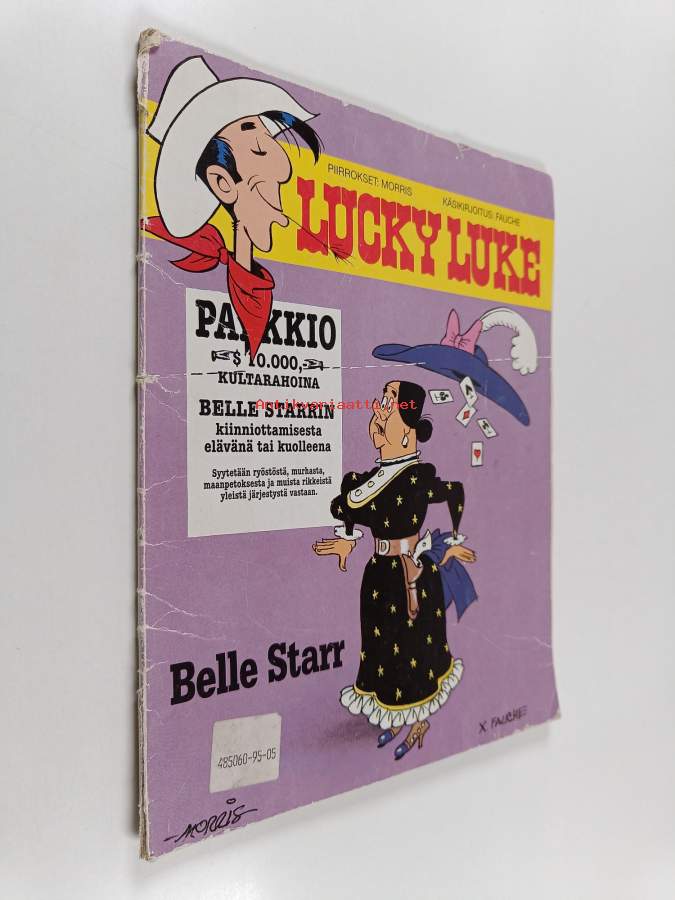 PIIRROKSET: MORRIS KÄSIKIRJOITUS: FAUCHE
LUCKY LUKE
PALKKIO
$ 10.000,-
KULTARAHOINA
BELLE STARRIN
kiinniottamisesta
elävänä tai kuolleena
Syytetään ryöstöstä, murhasta,
maanpetoksesta ja muista rikkeistä
yleistä järjestystä vastaan.
Antikvariaatti.net
Belle Starr
X FAUCHE
485060-95-05
MORRIS